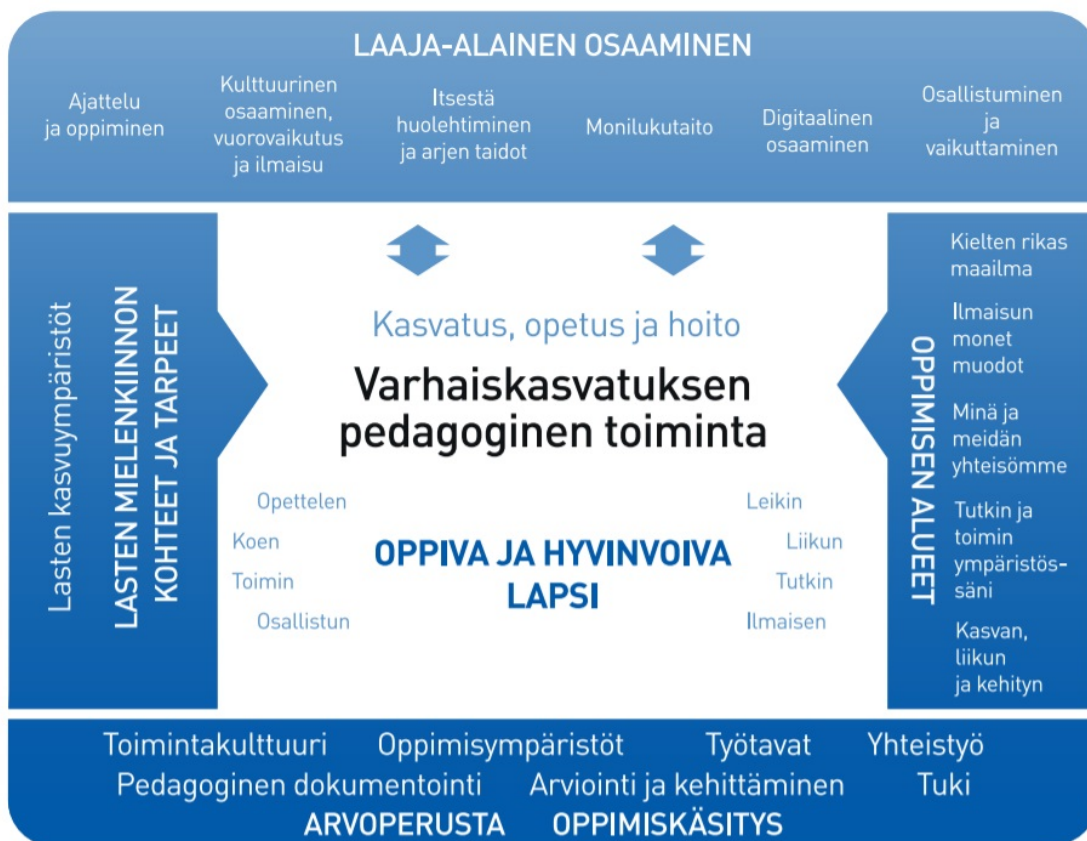 LAAJA-ALAINEN OSAAMINEN
Ajattelu
ja oppiminen
Kulttuurinen
osaaminen,
vuorovaikutus
ja ilmaisu
Itsestä
huolehtiminen
ja arjen taidot
Monilukutaito
Digitaalinen
osaaminen
Osallistuminen
ja
vaikuttaminen
Lasten kasvuympäristöt
LASTEN MIELENKIINNON
KOHTEET JA TARPEET
Kasvatus, opetus ja hoito
Varhaiskasvatuksen
pedagoginen toiminta
Opettelen
Koen
Toimin
Osallistun
OPPIVA JA HYVINVOIVA
LAPSI
Leikin
Liikun
Tutkin
Ilmaisen
OPPIMISEN ALUEET
Kielten rikas
maailma
Ilmaisun
monet
muodot
Minä ja
meidän
yhteisömme
Tutkin ja
toimin
ympäristös-
säni
Kasvan,
liikun
ja kehityn
Toimintakulttuuri Oppimisympäristöt Työtavat Yhteistyö
Pedagoginen dokumentointi Arviointi ja kehittäminen Tuki
ARVOPERUSTA OPPIMISKÄSITYS